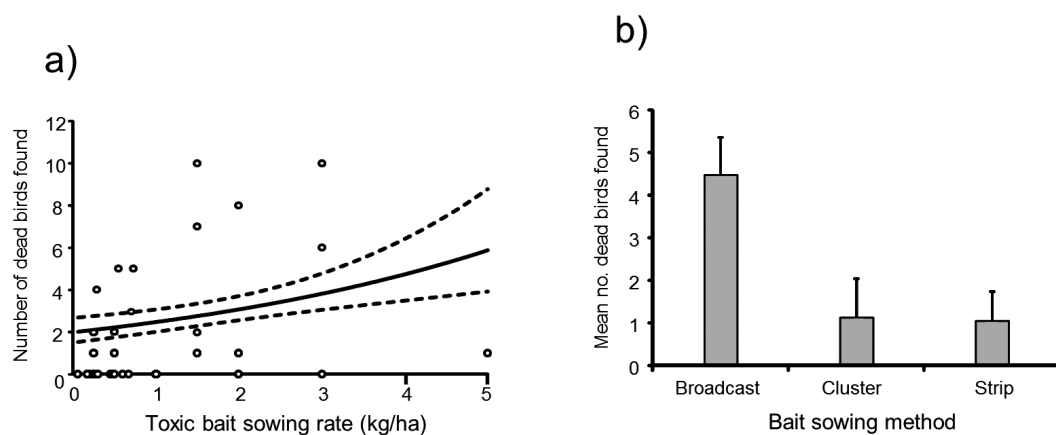 a)
Number of dead birds found
12
10
8
6
4
2
0
0 1 2 3 4 5
Toxic bait sowing rate (kg/ha)
b)
Mean no. dead birds found
6
5
4
3
2
1
0
Broadcast Cluster Strip
Bait sowing method